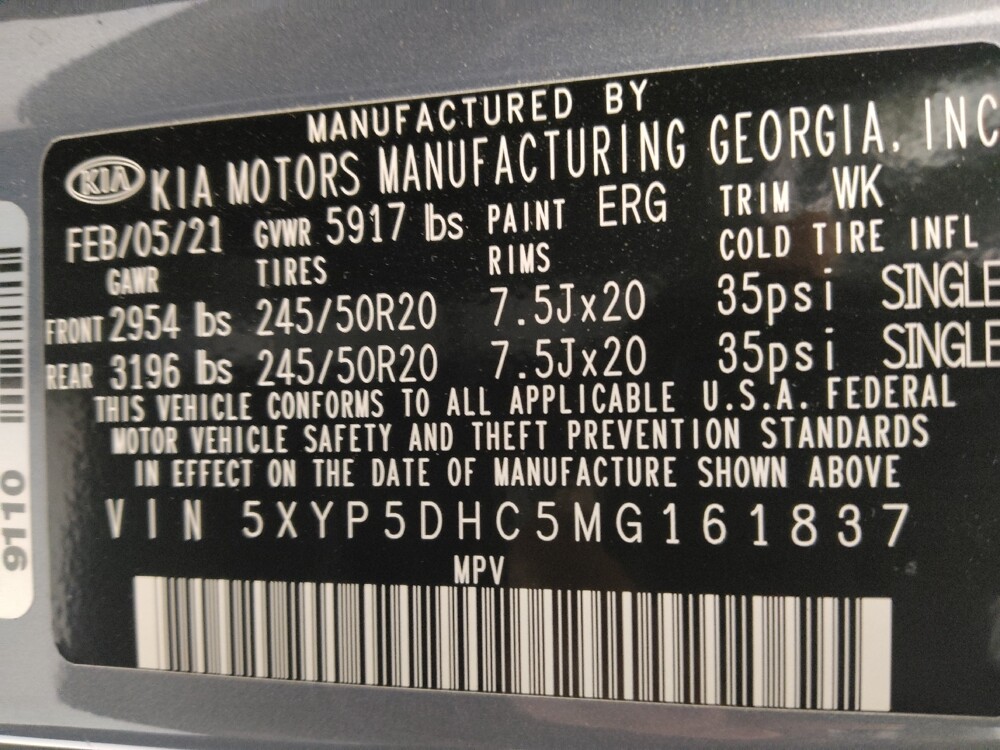 MANUFACTURED BY
KIA KIA MOTORS MANUFACTURING GEORGIA, INC
FEB/05/21 GVWR 5917 lbs PAINT ERG TRIM WK
GAWR TIRES RIMS COLD TIRE INFL
FRONT 2954 lbs 245/50R20 7.5Jx20 35psi SINGLE
REAR 3196 lbs 245/50R20 7.5Jx20 35psi SINGLE
THIS VEHICLE CONFORMS TO ALL APPLICABLE U.S.A. FEDERAL
MOTOR VEHICLE SAFETY AND THEFT PREVENTION STANDARDS
IN EFFECT ON THE DATE OF MANUFACTURE SHOWN ABOVE
VIN 5XYP5DHC5MG161837
MPV
9110